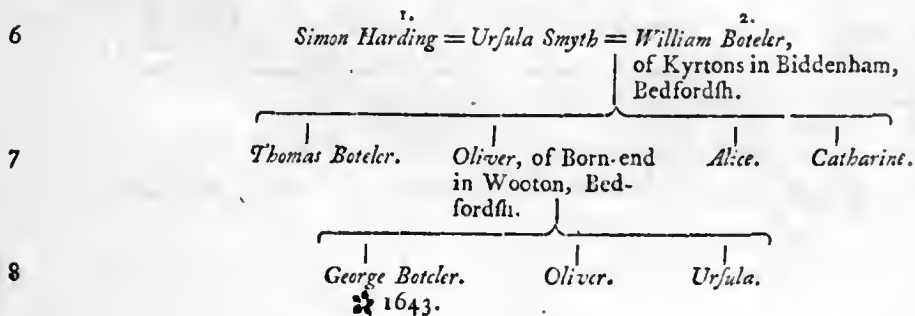 1. 2.
6 Simon Harding = Urſula Smyth = William Boteler,
of Kyrtons in Biddenham,
Bedfordſh.
7 Thomas Boteler. Oliver, of Born-end Alice. Catharine.
in Wooton, Bed-
fordſh.
8 George Boteler. Oliver. Urſula.
1643.